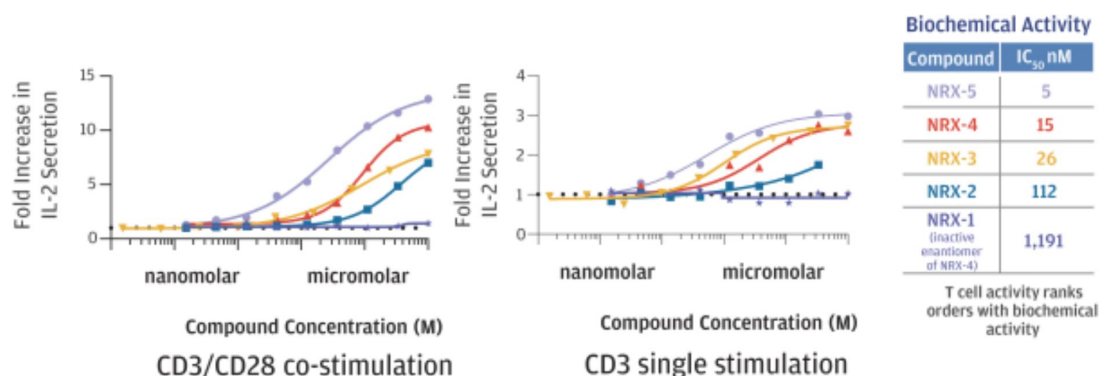 Fold Increase in
IL-2 Secretion
15
10
5
0
nanomolar
micromolar
Compound Concentration (M)
CD3/CD28 co-stimulation
Fold Increase in
IL-2 Secretion
4
3
2
1
0
nanomolar
micromolar
Compound Concentration (M)
CD3 single stimulation
Biochemical Activity
Compound IC50 nM
NRX-5 5
NRX-4 15
NRX-3 26
NRX-2 112
NRX-1
(inactive
enantiomer
of NRX-4)
1,191
T cell activity ranks
orders with biochemical
activity